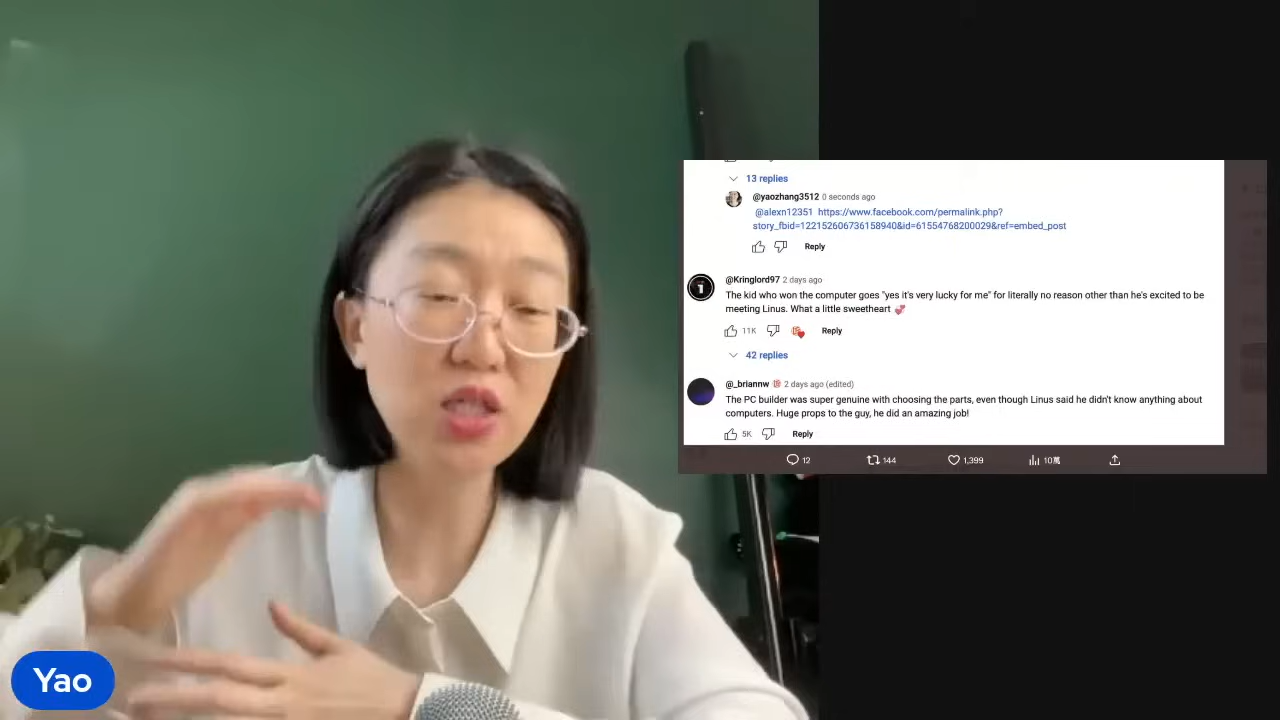 13 replies
@yaozhang3512 0 seconds ago
@alexn12351 https://www.facebook.com/permalink.php?
story_fbid=122152606736158940&id=61554768200029&ref=embed_post
Reply
@Kringlord97 2 days ago
The kid who won the computer goes "yes it's very lucky for me" for literally no reason other than he's excited to be
meeting Linus. What a little sweetheart 💞
11K Reply
42 replies
@_briannw 2 days ago (edited)
The PC builder was super genuine with choosing the parts, even though Linus said he didn't know anything about
computers. Huge props to the guy, he did an amazing job!
5K Reply
12 144 1,399 10萬
Yao